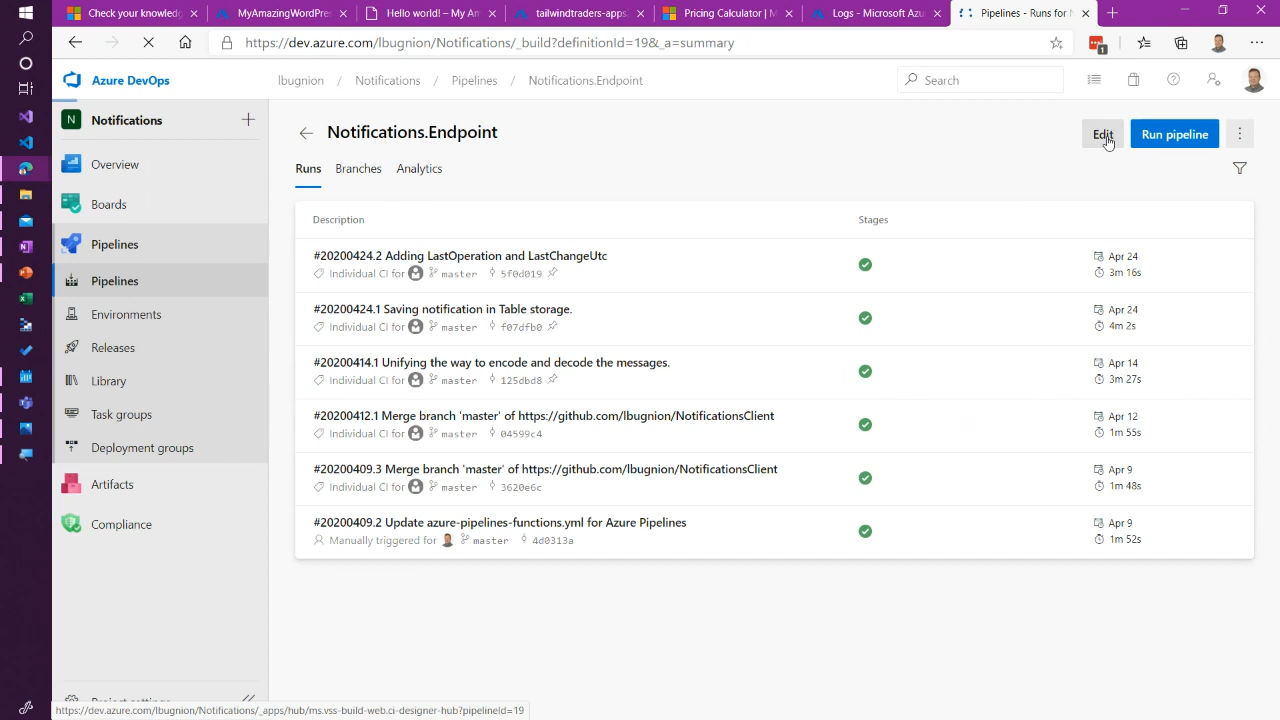 Check your knowledg
MyAmazingWordPre
Hello world! – My Am
tailwindtraders-apps
Pricing Calculator | M
Logs - Microsoft Azu
Pipelines - Runs for N
https://dev.azure.com/lbugnion/Notifications/_build?definitionId=19&_a=summary
1
Azure DevOps
lbugnion / Notifications / Pipelines / Notifications.Endpoint
Search
N Notifications
Overview
Boards
Pipelines
Pipelines
Environments
Releases
Library
Task groups
Deployment groups
Artifacts
Compliance
Project settings
Notifications.Endpoint
Edit
Run pipeline
Runs Branches Analytics
Description Stages
#20200424.2 Adding LastOperation and LastChangeUtc
Apr 24
Individual CI for master 5f0d019
3m 16s
#20200424.1 Saving notification in Table storage.
Apr 24
Individual CI for master f07dfb0
4m 2s
#20200414.1 Unifying the way to encode and decode the messages.
Apr 14
Individual CI for master 125dbd8
3m 27s
#20200412.1 Merge branch 'master' of https://github.com/lbugnion/NotificationsClient
Apr 12
Individual CI for master 04599c4
1m 55s
#20200409.3 Merge branch 'master' of https://github.com/lbugnion/NotificationsClient
Apr 9
Individual CI for master 3620e6c
1m 48s
#20200409.2 Update azure-pipelines-functions.yml for Azure Pipelines
Apr 9
Manually triggered for master 4d0313a
1m 52s
https://dev.azure.com/lbugnion/Notifications/_apps/hub/ms.vss-build-web.ci-designer-hub?pipelineId=19